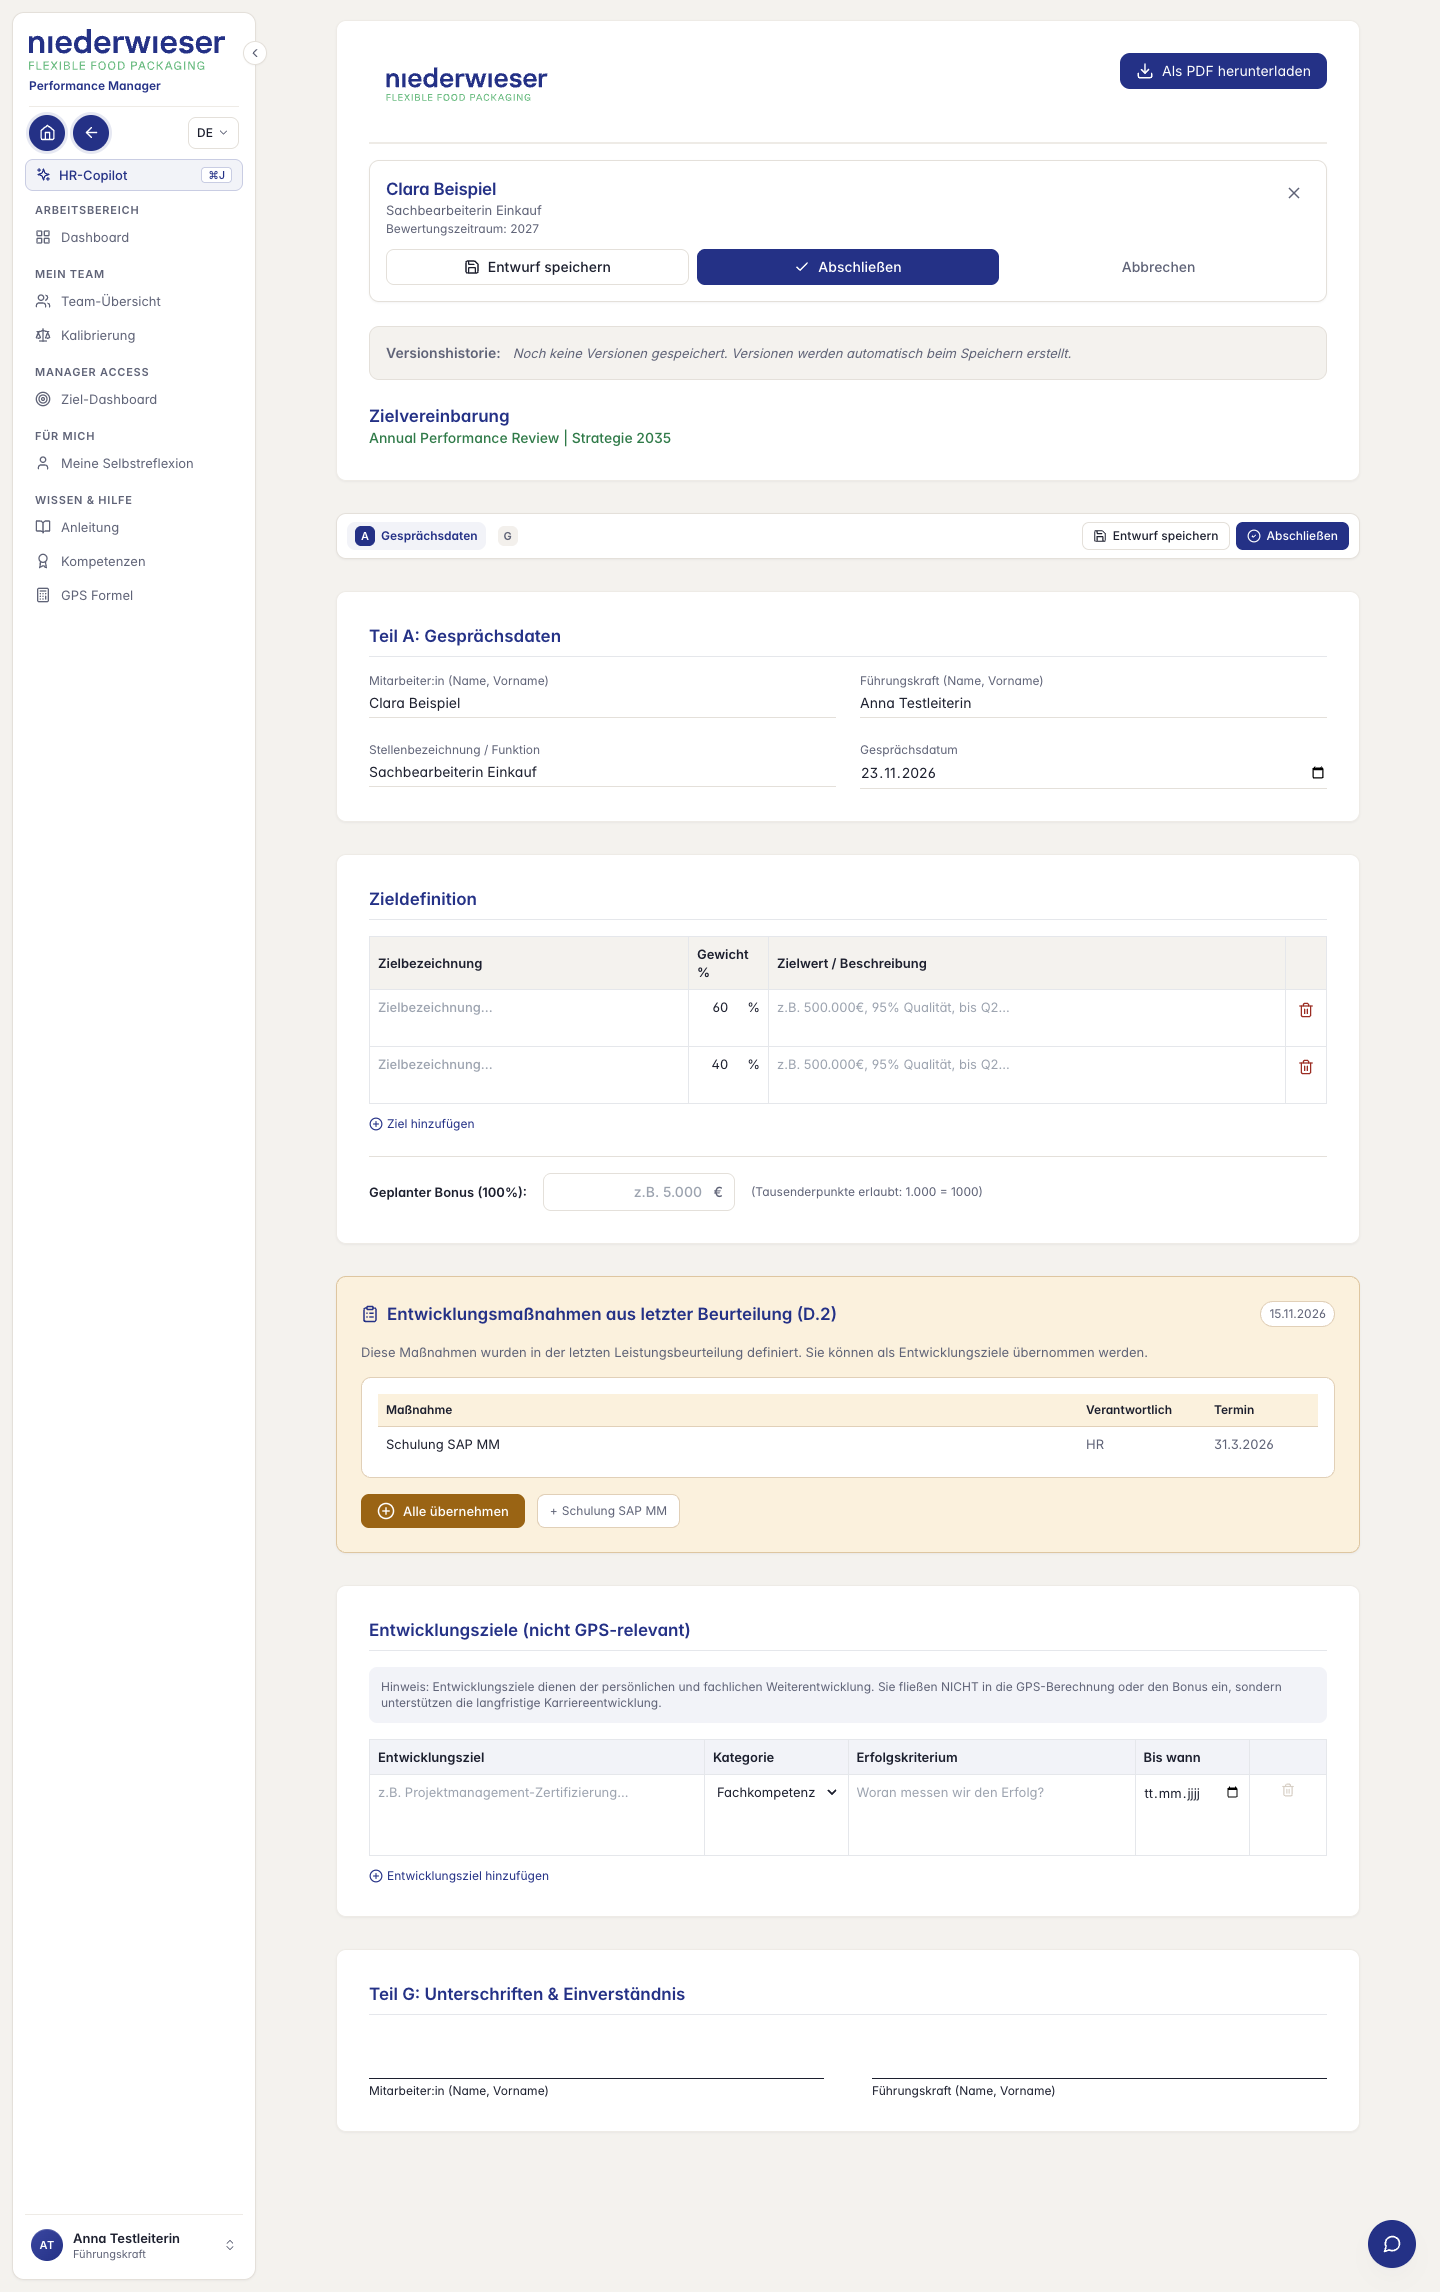 niederwieser
FLEXIBLE FOOD PACKAGING
Performance Manager
DE
HR-Copilot ⌘J
ARBEITSBEREICH
Dashboard
MEIN TEAM
Team-Übersicht
Kalibrierung
MANAGER ACCESS
Ziel-Dashboard
FÜR MICH
Meine Selbstreflexion
WISSEN & HILFE
Anleitung
Kompetenzen
GPS Formel
AT
Anna Testleiterin
Führungskraft
niederwieser
FLEXIBLE FOOD PACKAGING
Als PDF herunterladen
Clara Beispiel
Sachbearbeiterin Einkauf
Bewertungszeitraum: 2027
Entwurf speichern Abschließen Abbrechen
Versionshistorie: Noch keine Versionen gespeichert. Versionen werden automatisch beim Speichern erstellt.
Zielvereinbarung
Annual Performance Review | Strategie 2035
A Gesprächsdaten G Entwurf speichern Abschließen
Teil A: Gesprächsdaten
Mitarbeiter:in (Name, Vorname) Führungskraft (Name, Vorname)
Clara Beispiel Anna Testleiterin
Stellenbezeichnung / Funktion Gesprächsdatum
Sachbearbeiterin Einkauf 23.11.2026
Zieldefinition
Zielbezeichnung Gewicht % Zielwert / Beschreibung
Zielbezeichnung... 60 % z.B. 500.000€, 95% Qualität, bis Q2...
Zielbezeichnung... 40 % z.B. 500.000€, 95% Qualität, bis Q2...
Ziel hinzufügen
Geplanter Bonus (100%): z.B. 5.000 € (Tausenderpunkte erlaubt: 1.000 = 1000)
Entwicklungsmaßnahmen aus letzter Beurteilung (D.2) 15.11.2026
Diese Maßnahmen wurden in der letzten Leistungsbeurteilung definiert. Sie können als Entwicklungsziele übernommen werden.
Maßnahme Verantwortlich Termin
Schulung SAP MM HR 31.3.2026
Alle übernehmen + Schulung SAP MM
Entwicklungsziele (nicht GPS-relevant)
Hinweis: Entwicklungsziele dienen der persönlichen und fachlichen Weiterentwicklung. Sie fließen NICHT in die GPS-Berechnung oder den Bonus ein, sondern
unterstützen die langfristige Karriereentwicklung.
Entwicklungsziel Kategorie Erfolgskriterium Bis wann
z.B. Projektmanagement-Zertifizierung... Fachkompetenz Woran messen wir den Erfolg? tt.mm.jjjj
Entwicklungsziel hinzufügen
Teil G: Unterschriften & Einverständnis
Mitarbeiter:in (Name, Vorname) Führungskraft (Name, Vorname)